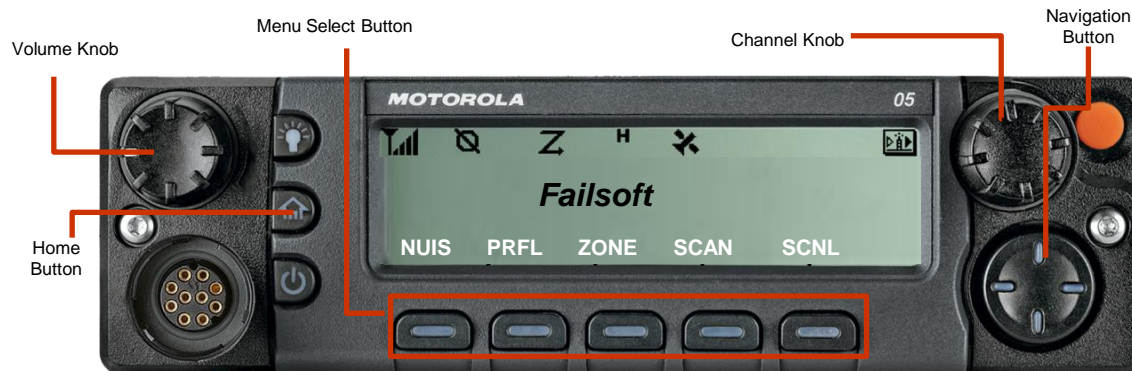 Navigation
Button
Menu Select Button
Channel Knob
Volume Knob
MOTOROLA
05
H
Failsoft
NUIS PRFL ZONE SCAN SCNL
Home
Button